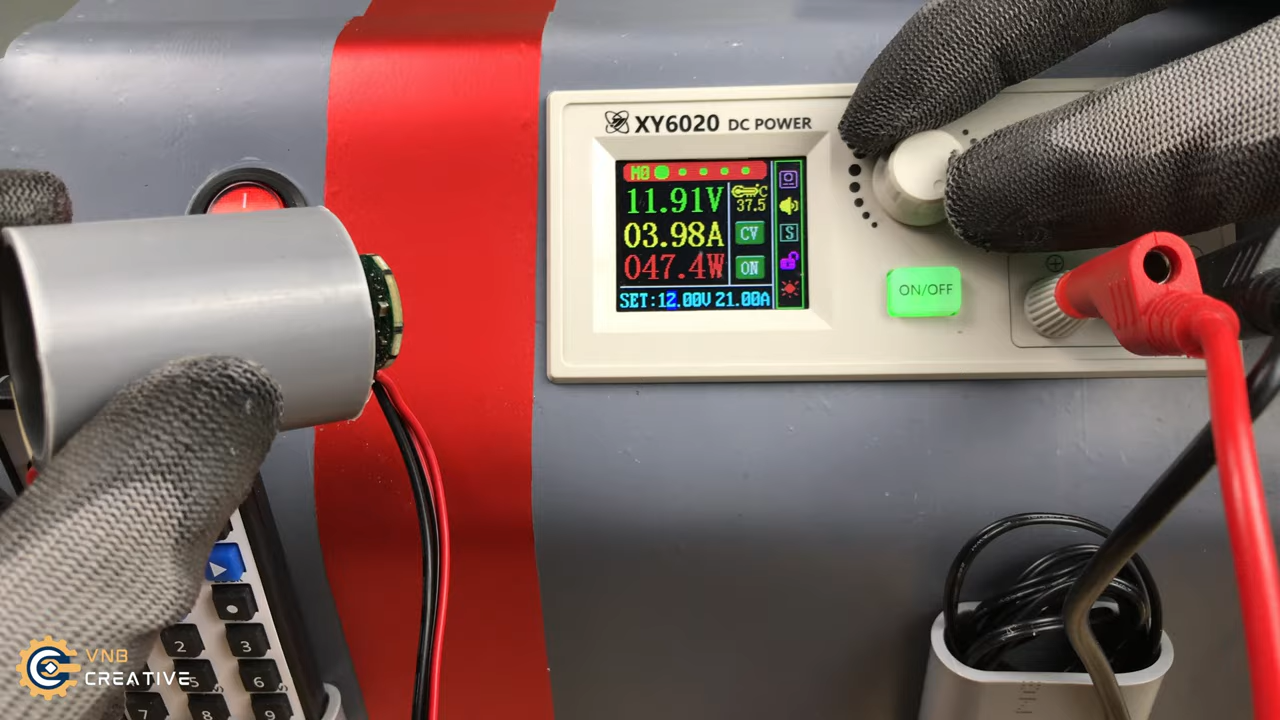 XY6020 DC POWER
M0
11.91V
03.98A
047.4W
C
37.5
CV
ON
S
SET:12.00V 21.00A
ON/OFF
VNB
CREATIVE
2 3
5 6
7 8 9